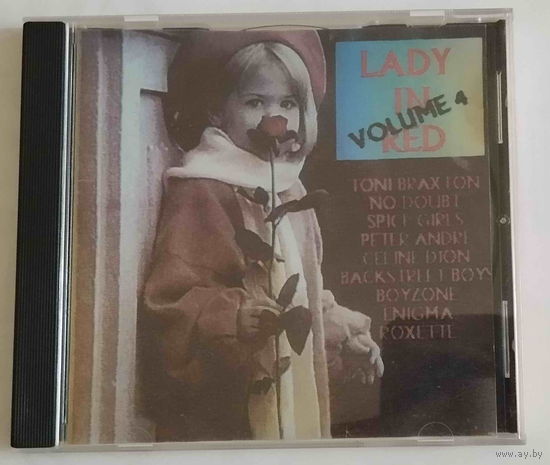 LADY
IN
VOLUME 4
RED
TONI BRAXTON
NO DOUBT
SPICE GIRLS
PETER ANDRE
CELINE DION
BACKSTREET BOYS
BOYZONE
ENIGMA
ROXETTE
www.ay.by